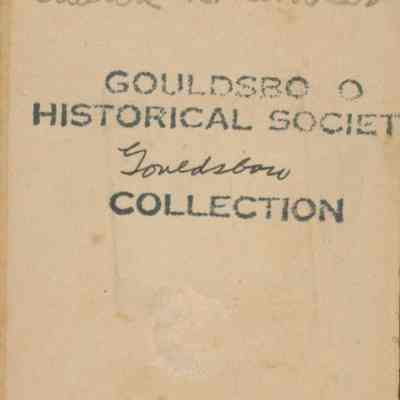 GOULDSBO O
HISTORICAL SOCIET
Gouldsboro
COLLECTION